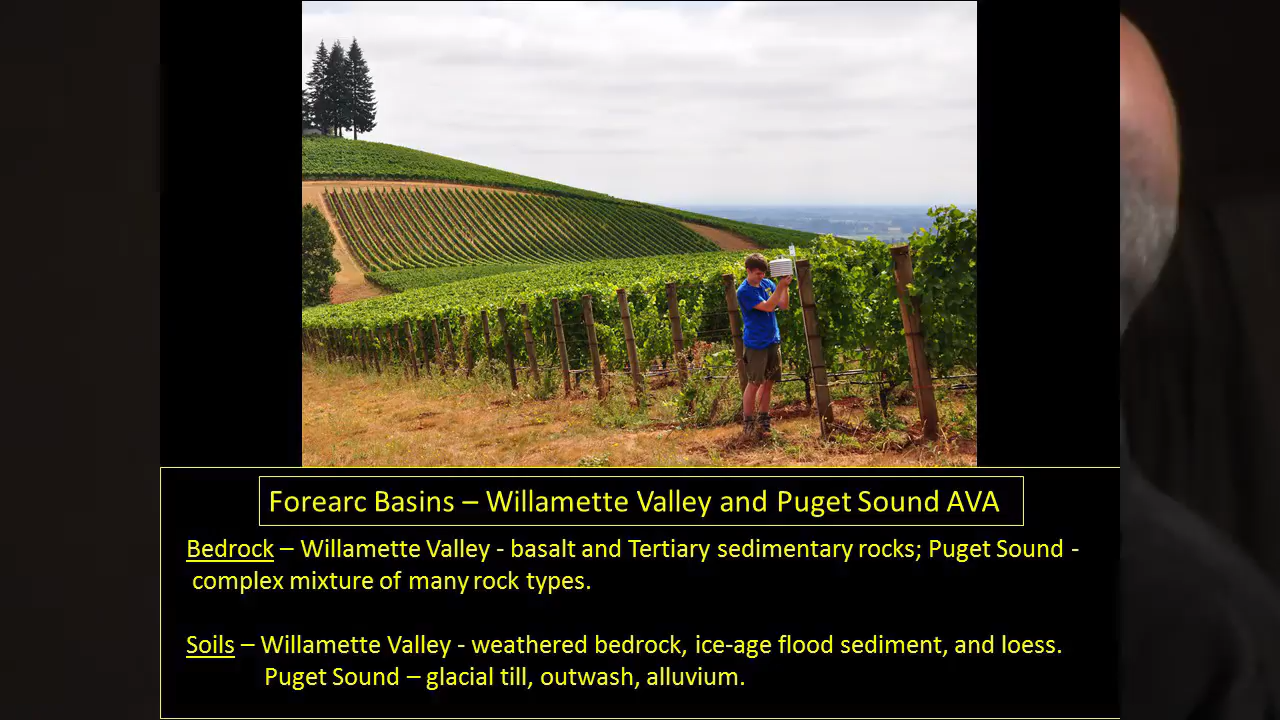 Forearc Basins – Willamette Valley and Puget Sound AVA
Bedrock – Willamette Valley - basalt and Tertiary sedimentary rocks; Puget Sound -
complex mixture of many rock types.
Soils – Willamette Valley - weathered bedrock, ice-age flood sediment, and loess.
Puget Sound – glacial till, outwash, alluvium.